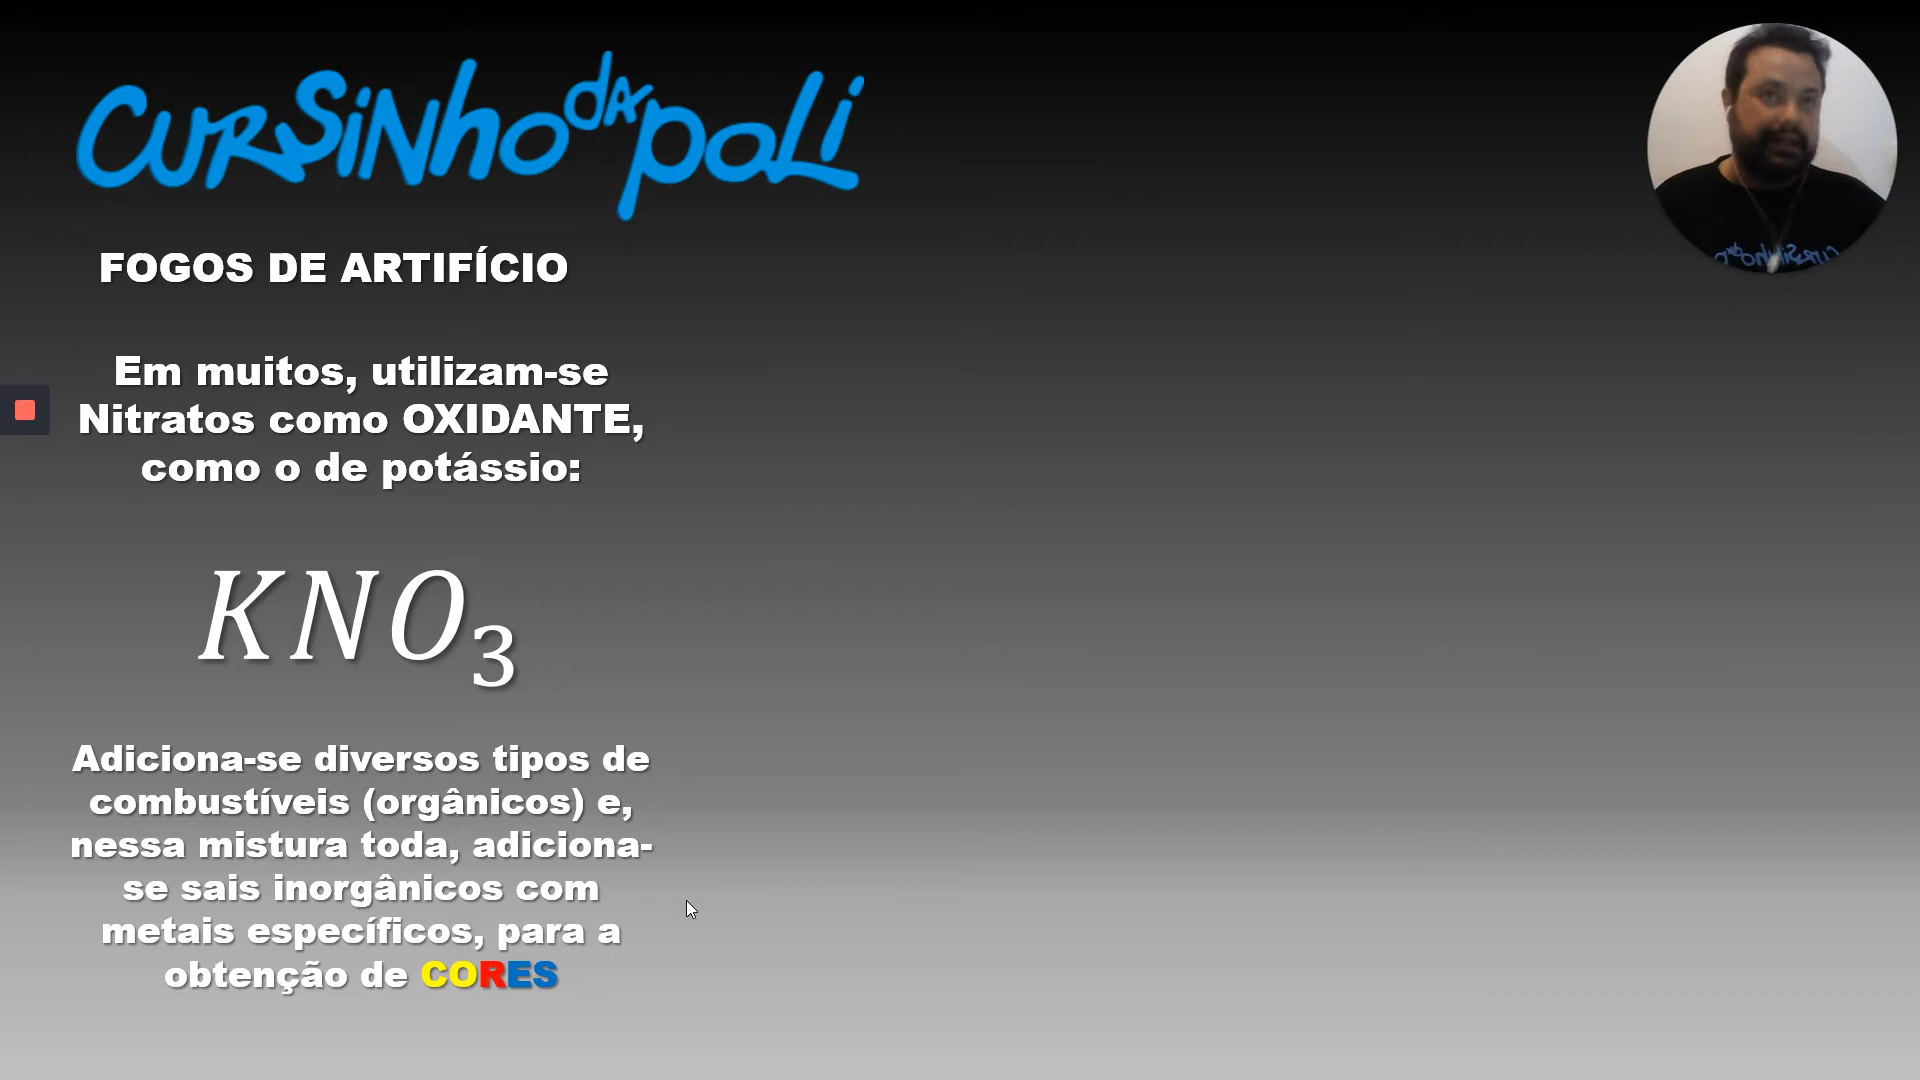 CURSiNho dA poLi
FOGOS DE ARTIFÍCIO
Em muitos, utilizam-se
Nitratos como OXIDANTE,
como o de potássio:
KNO₃
Adiciona-se diversos tipos de
combustíveis (orgânicos) e,
nessa mistura toda, adiciona-
se sais inorgânicos com
metais específicos, para a
obtenção de CORES